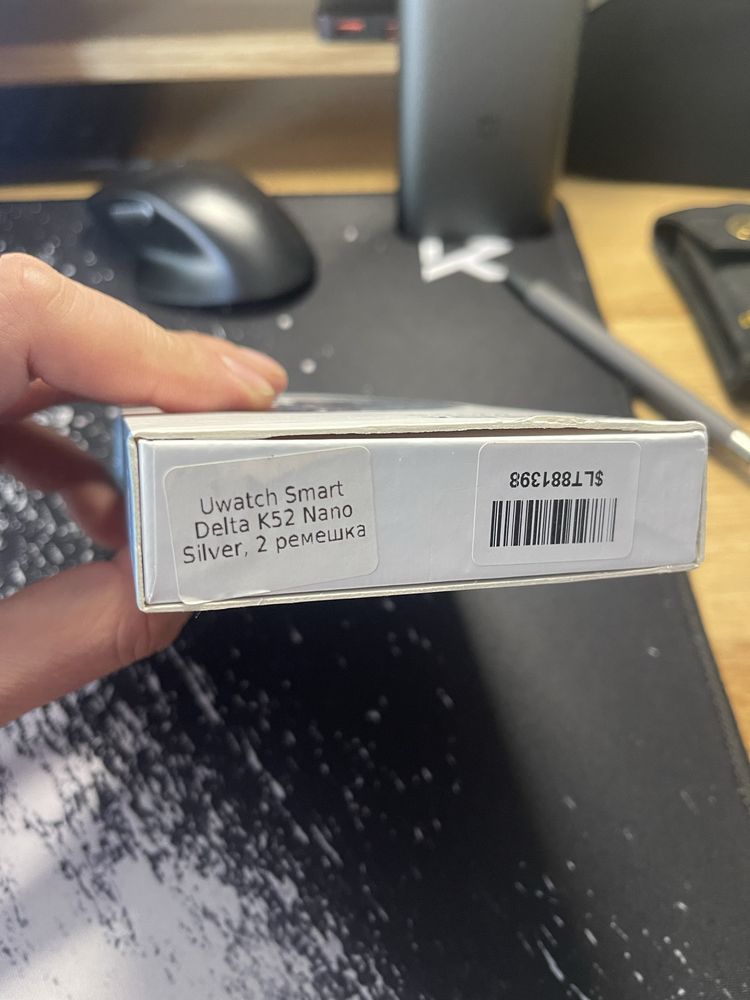 Uwatch Smart
Delta K52 Nano
Silver, 2 ремешка
$LT881398